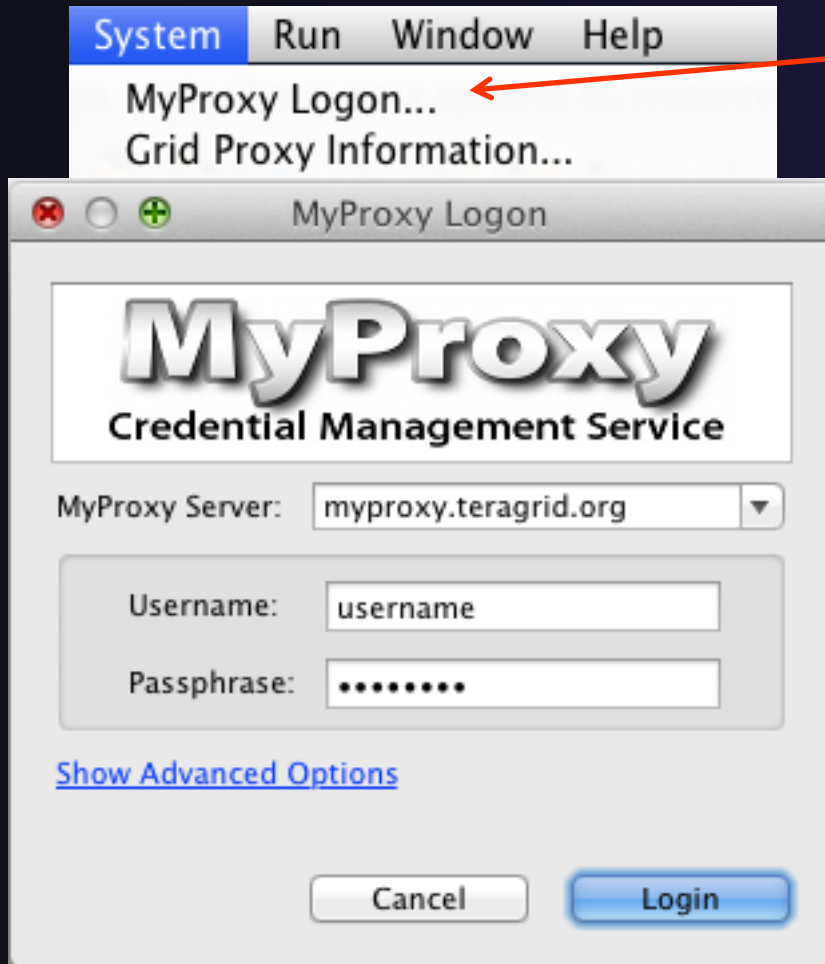 System Run Window Help
MyProxy Logon...
Grid Proxy Information...
MyProxy Logon
MyProxy
Credential Management Service
MyProxy Server: myproxy.teragrid.org
Username: username
Passphrase: ••••••••
Show Advanced Options
Cancel Login